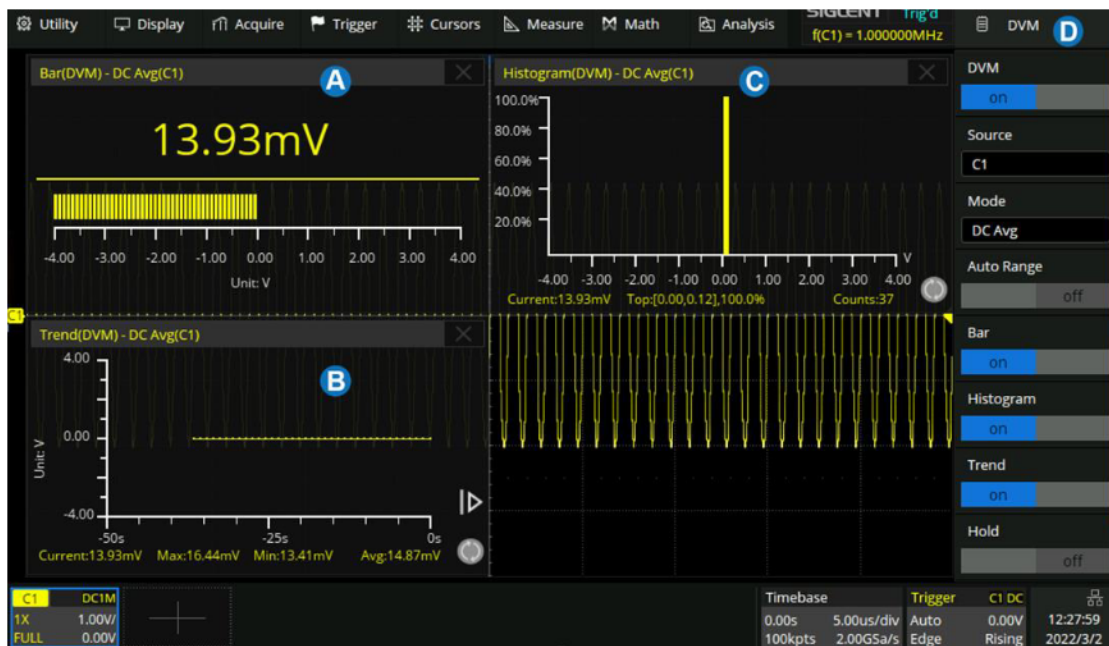 Utility Display Acquire Trigger Cursors Measure Math Analysis
SIGLENT Trig'd
f(C1) = 1.000000MHz
DVM D
Bar(DVM) - DC Avg(C1)
A
13.93mV
-4.00 -3.00 -2.00 -1.00 0.00 1.00 2.00 3.00 4.00
Unit: V
Histogram(DVM) - DC Avg(C1)
C
100.0%
80.0%
60.0%
40.0%
20.0%
V
-4.00 -3.00 -2.00 -1.00 0.00 1.00 2.00 3.00 4.00
Current:13.93mV Top:[0.00,0.12],100.0% Counts:37
C1
Trend(DVM) - DC Avg(C1)
B
4.00
0.00
-4.00
Unit: V
-50s -25s 0s
Current:13.93mV Max:16.44mV Min:13.41mV Avg:14.87mV
DVM
on
Source
C1
Mode
DC Avg
Auto Range
off
Bar
on
Histogram
on
Trend
on
Hold
off
C1 DC1M
1X 1.00V/
FULL 0.00V
Timebase
0.00s 5.00us/div
100kpts 2.00GSa/s
Trigger C1 DC
Auto 0.00V
Edge Rising
12:27:59
2022/3/2